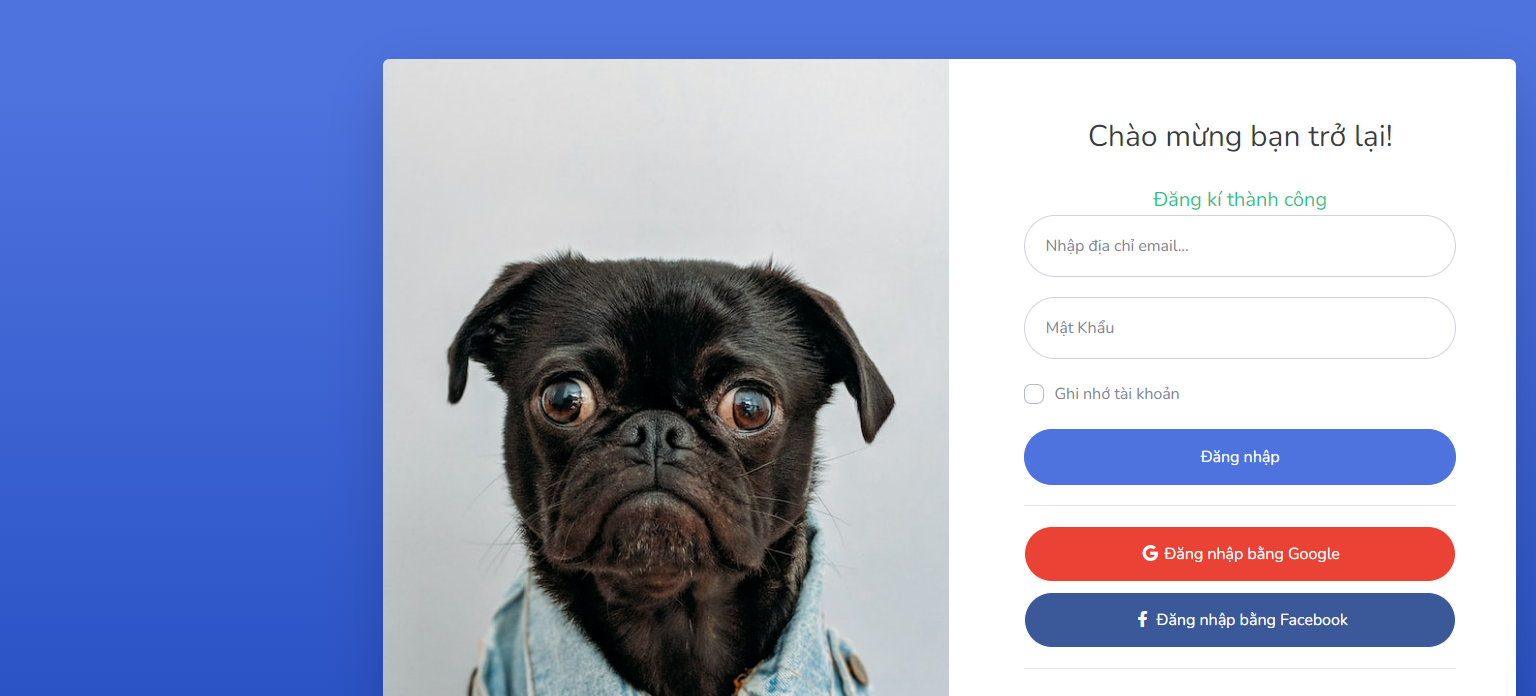 Chào mừng bạn trở lại!
Đăng kí thành công
Nhập địa chỉ email...
Mật Khẩu
Ghi nhớ tài khoản
Đăng nhập
Đăng nhập bằng Google
Đăng nhập bằng Facebook